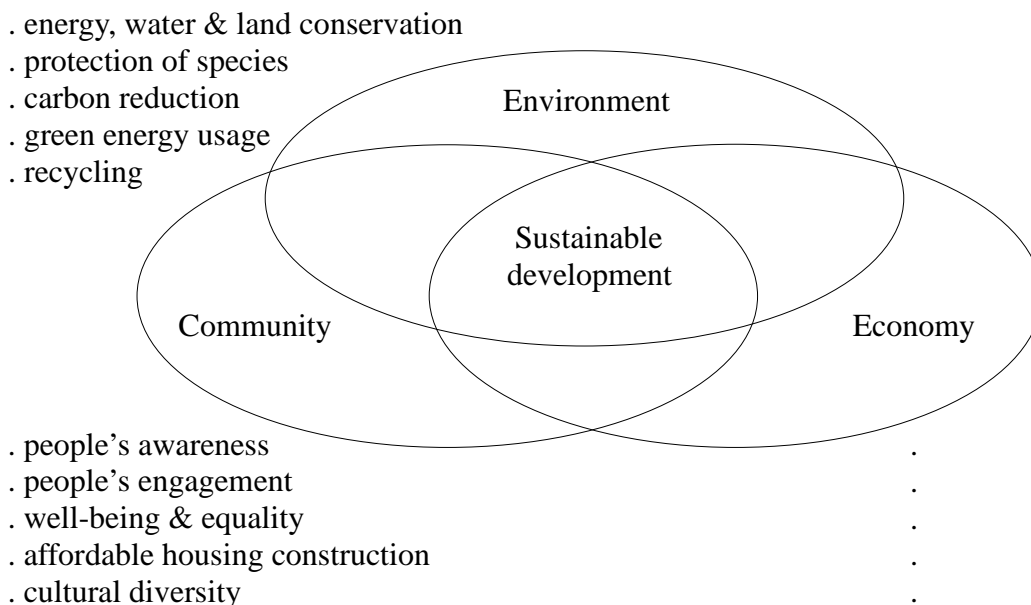 . energy, water & land conservation
. protection of species
. carbon reduction
. green energy usage
. recycling
Environment
Sustainable
development
Community
Economy
. people’s awareness
. people’s engagement
. well-being & equality
. affordable housing construction
. cultural diversity
.
.
.
.
.